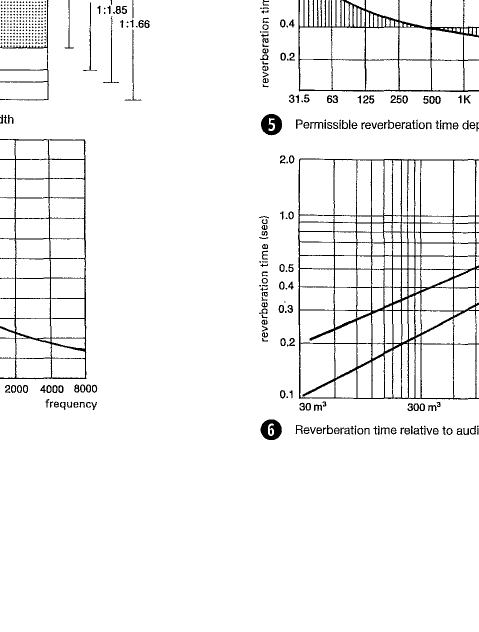 1:1.85
1:1.66
dth
2000 4000 8000
frequency
reverberation tim
0.4
0.2
31.5 63 125 250 500 1K
5 Permissible reverberation time dep
reverberation time (sec)
2.0
1.0
0.5
0.4
0.3
0.2
0.1
30 m³ 300 m³
6 Reverberation time relative to audi